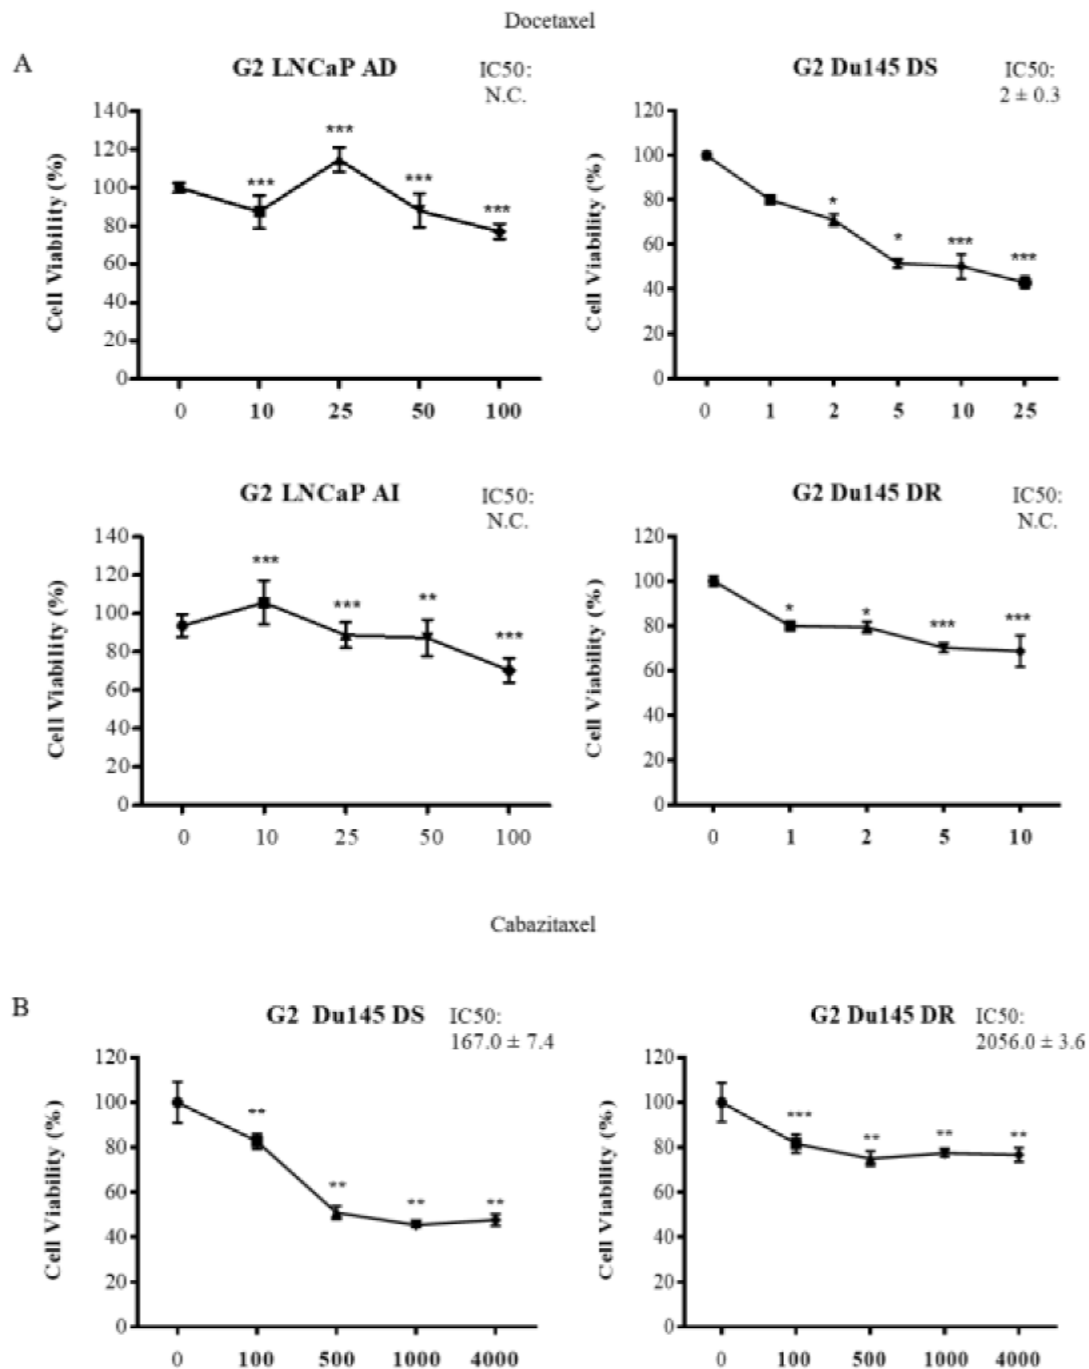 Docetaxel
A
G2 LNCaP AD
IC50:
N.C.
Cell Viability (%)
140
120
100
80
60
40
20
0
0 10 25 50 100
*** *** *** ***
G2 Du145 DS
IC50:
2 ± 0.3
Cell Viability (%)
120
100
80
60
40
20
0
0 1 2 5 10 25
* * *** ***
G2 LNCaP AI
IC50:
N.C.
Cell Viability (%)
140
120
100
80
60
40
20
0
0 10 25 50 100
*** *** ** ***
G2 Du145 DR
IC50:
N.C.
Cell Viability (%)
120
100
80
60
40
20
0
0 1 2 5 10
* * *** ***
Cabazitaxel
B
G2 Du145 DS
IC50:
167.0 ± 7.4
Cell Viability (%)
120
100
80
60
40
20
0
0 100 500 1000 4000
** ** ** **
G2 Du145 DR
IC50:
2056.0 ± 3.6
Cell Viability (%)
120
100
80
60
40
20
0
0 100 500 1000 4000
*** ** ** **